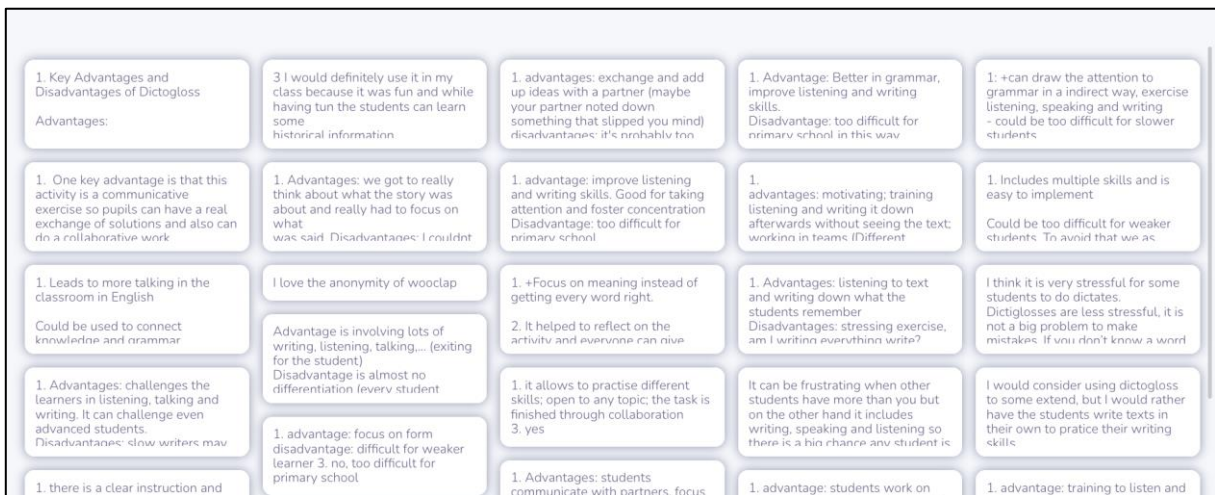 1. Key Advantages and
Disadvantages of Dictogloss
Advantages:
3 I would definitely use it in my
class because it was fun and while
having tun the students can learn
some
historical information
1. advantages: exchange and add
up ideas with a partner (maybe
your partner noted down
something that slipped you mind)
disadvantages: it's probably too
1. Advantage: Better in grammar,
improve listening and writing
skills.
Disadvantage: too difficult for
primary school in this way
1: +can draw the attention to
grammar in a indirect way, exercise
listening, speaking and writing
- could be too difficult for slower
students
1. One key advantage is that this
activity is a communicative
exercise so pupils can have a real
exchange of solutions and also can
do a collaborative work
1. Advantages: we got to really
think about what the story was
about and really had to focus on
what
was said. Disadvantages: I couldnt
1. advantage: improve listening
and writing skills. Good for taking
attention and foster concentration
Disadvantage: too difficult for
primary school
1.
advantages: motivating; training
listening and writing it down
afterwards without seeing the text;
working in teams (Different
1. Includes multiple skills and is
easy to implement
Could be too difficult for weaker
students. To avoid that we as
1. Leads to more talking in the
classroom in English
Could be used to connect
knowledge and grammar
I love the anonymity of wooclap
1. +Focus on meaning instead of
getting every word right.
2. It helped to reflect on the
activity and everyone can give
1. Advantages: listening to text
and writing down what the
students remember
Disadvantages: stressing exercise,
am I writing everything write?
I think it is very stressful for some
students to do dictates.
Dictiglosses are less stressful, it is
not a big problem to make
mistakes. If you don't know a word
Advantage is involving lots of
writing, listening, talking,... (exiting
for the student)
Disadvantage is almost no
differentiation (every student
1. Advantages: challenges the
learners in listening, talking and
writing. It can challenge even
advanced students.
Disadvantages: slow writers may
1. it allows to practise different
skills; open to any topic; the task is
finished through collaboration
3. yes
It can be frustrating when other
students have more than you but
on the other hand it includes
writing, speaking and listening so
there is a big chance any student is
I would consider using dictogloss
to some extend, but I would rather
have the students write texts in
their own to pratice their writing
skills
1. advantage: focus on form
disadvantage: difficult for weaker
learner 3. no, too difficult for
primary school
1. there is a clear instruction and
1. Advantages: students
communicate with partners, focus
1. advantage: students work on
1. advantage: training to listen and